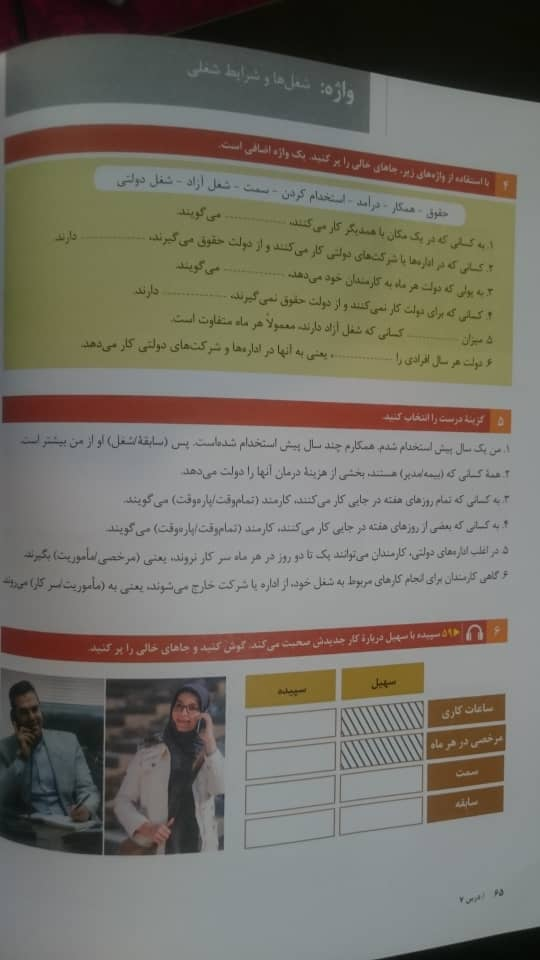 واژه: شغل‌ها و شرایط شغلی
۴ با استفاده از واژه‌های زیر، جاهای خالی را پر کنید. یک واژه اضافی است.
حقوق - همکار - درآمد - استخدام کردن - سمت - شغل آزاد - شغل دولتی
۱. به کسانی که در یک مکان با همدیگر کار می‌کنند، .............. می‌گویند.
۲. کسانی که در اداره‌ها یا شرکت‌های دولتی کار می‌کنند و از دولت حقوق می‌گیرند، .............. دارند.
۳. به پولی که دولت هر ماه به کارمندان خود می‌دهد، .............. می‌گویند.
۴. کسانی که برای دولت کار نمی‌کنند و از دولت حقوق نمی‌گیرند، .............. دارند.
۵. میزان .............. کسانی که شغل آزاد دارند، معمولاً هر ماه متفاوت است.
۶. دولت هر سال افرادی را ..............، یعنی به آنها در اداره‌ها و شرکت‌های دولتی کار می‌دهد.
۵ گزینهٔ درست را انتخاب کنید.
۱. من یک سال پیش استخدام شدم. همکارم چند سال پیش استخدام شده‌است. پس (سابقهٔ/شغل) او از من بیشتر است.
۲. همهٔ کسانی که (بیمه/مدیر) هستند، بخشی از هزینهٔ درمان آنها را دولت می‌دهد.
۳. به کسانی که تمام روزهای هفته در جایی کار می‌کنند، کارمند (تمام‌وقت/پاره‌وقت) می‌گویند.
۴. به کسانی که بعضی از روزهای هفته در جایی کار می‌کنند، کارمند (تمام‌وقت/پاره‌وقت) می‌گویند.
۵. در اغلب اداره‌های دولتی، کارمندان می‌توانند یک تا دو روز در هر ماه سر کار نروند، یعنی (مرخصی/مأموریت) بگیرند.
۶. گاهی کارمندان برای انجام کارهای مربوط به شغل خود، از اداره یا شرکت خارج می‌شوند، یعنی به (مأموریت/سر کار) می‌روند
۶ ۵۹ سپیده با سهیل دربارهٔ کار جدیدش صحبت می‌کند. گوش کنید و جاهای خالی را پر کنید.
سهیل سپیده
ساعات کاری
مرخصی در هر ماه
سمت
سابقه
۶۵ / درس ۷